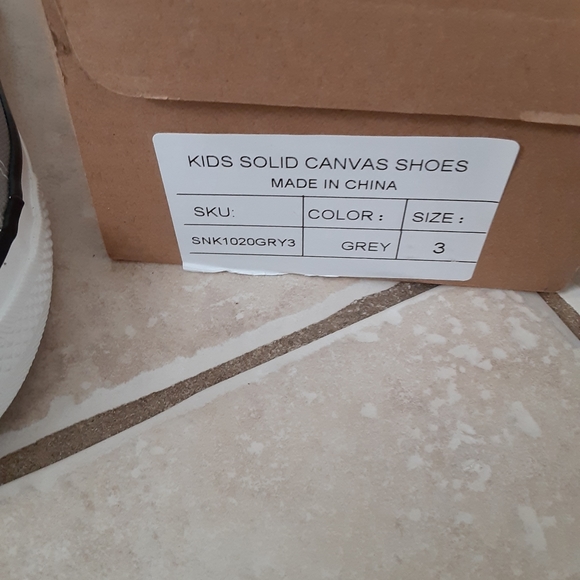 KIDS SOLID CANVAS SHOES
MADE IN CHINA
SKU: COLOR : SIZE :
SNK1020GRY3 GREY 3